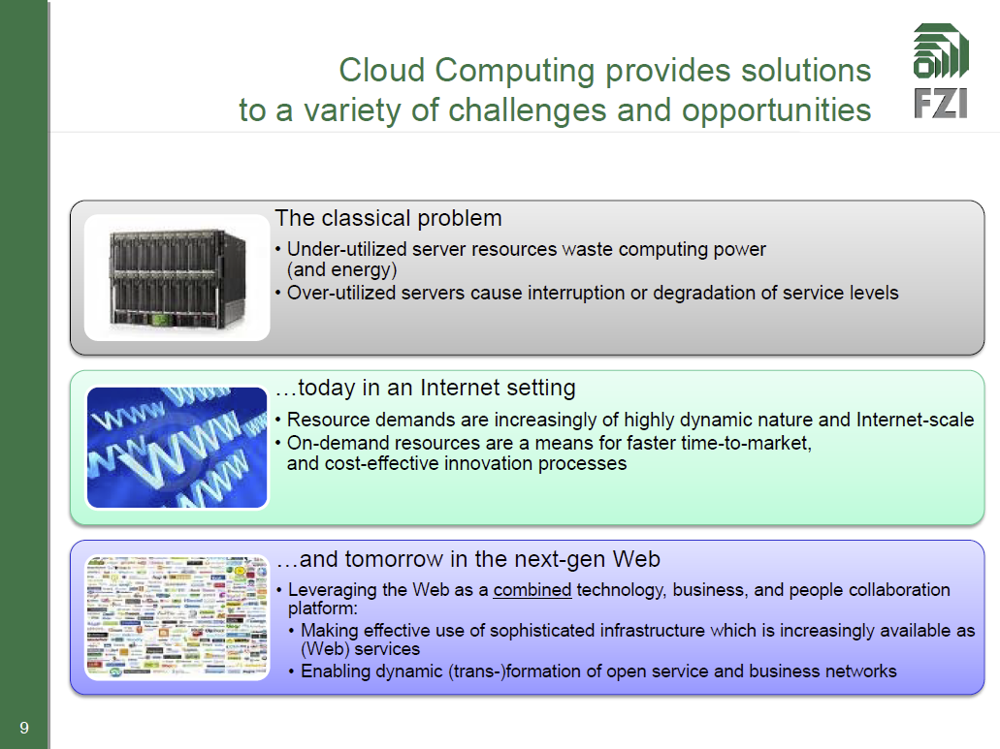 Cloud Computing provides solutions
to a variety of challenges and opportunities
FZI
The classical problem
• Under-utilized server resources waste computing power
(and energy)
• Over-utilized servers cause interruption or degradation of service levels
WWW
WWW
WWW
WWW
…today in an Internet setting
• Resource demands are increasingly of highly dynamic nature and Internet-scale
• On-demand resources are a means for faster time-to-market,
and cost-effective innovation processes
…and tomorrow in the next-gen Web
• Leveraging the Web as a combined technology, business, and people collaboration
platform:
• Making effective use of sophisticated infrastructure which is increasingly available as
(Web) services
• Enabling dynamic (trans-)formation of open service and business networks
9